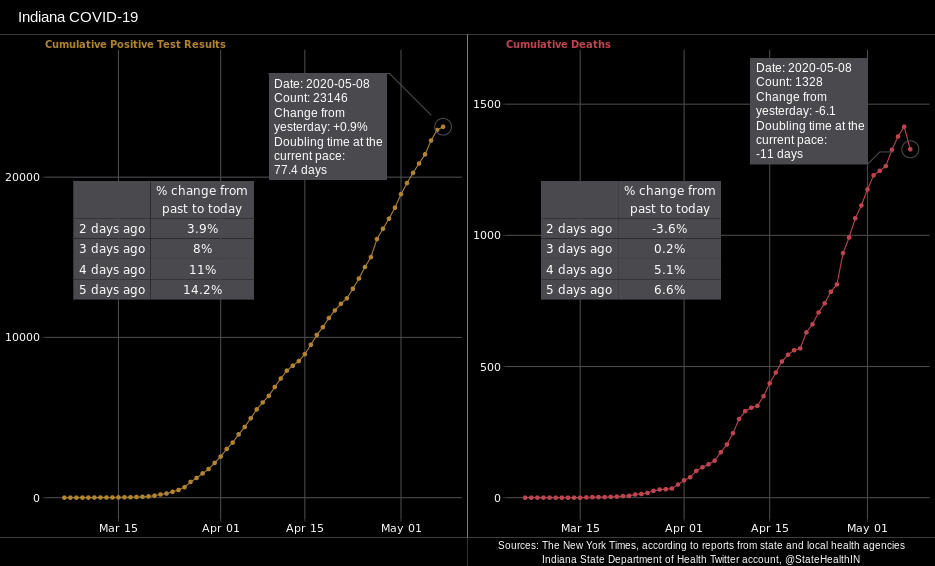 Indiana COVID-19
Cumulative Positive Test Results
Date: 2020-05-08
Count: 23146
Change from
yesterday: +0.9%
Doubling time at the
current pace:
77.4 days
% change from
past to today
2 days ago 3.9%
3 days ago 8%
4 days ago 11%
5 days ago 14.2%
20000
10000
0
Mar 15 Apr 01 Apr 15 May 01
Cumulative Deaths
Date: 2020-05-08
Count: 1328
Change from
yesterday: -6.1
Doubling time at the
current pace:
-11 days
% change from
past to today
2 days ago -3.6%
3 days ago 0.2%
4 days ago 5.1%
5 days ago 6.6%
1500
1000
500
0
Mar 15 Apr 01 Apr 15 May 01
Sources: The New York Times, according to reports from state and local health agencies
Indiana State Department of Health Twitter account, @StateHealthIN